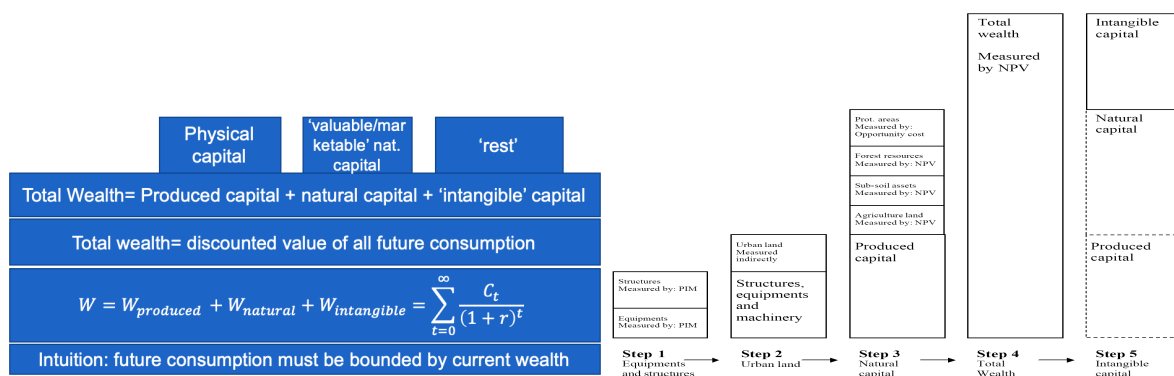 Physical
capital
'valuable/mar
ketable' nat.
capital
'rest'
Total Wealth= Produced capital + natural capital + 'intangible' capital
Total wealth= discounted value of all future consumption
W = W_produced + W_natural + W_intangible = ∑_{t=0}^{∞} C_t / (1 + r)^t
Intuition: future consumption must be bounded by current wealth
Structures
Measured by: PIM
Equipments
Measured by: PIM
Step 1
Equipments
and structures
Urban land
Measured
indirectly
Structures,
equipments
and
machinery
Step 2
Urban land
Prot. areas
Measured by:
Opportunity cost
Forest resources
Measured by: NPV
Sub-soil assets
Measured by: NPV
Agriculture land
Measured by: NPV
Produced
capital
Step 3
Natural
capital
Total
wealth
Measured
by NPV
Step 4
Total
Wealth
Intangible
capital
Natural
capital
Produced
capital
Step 5
Intangible
capital